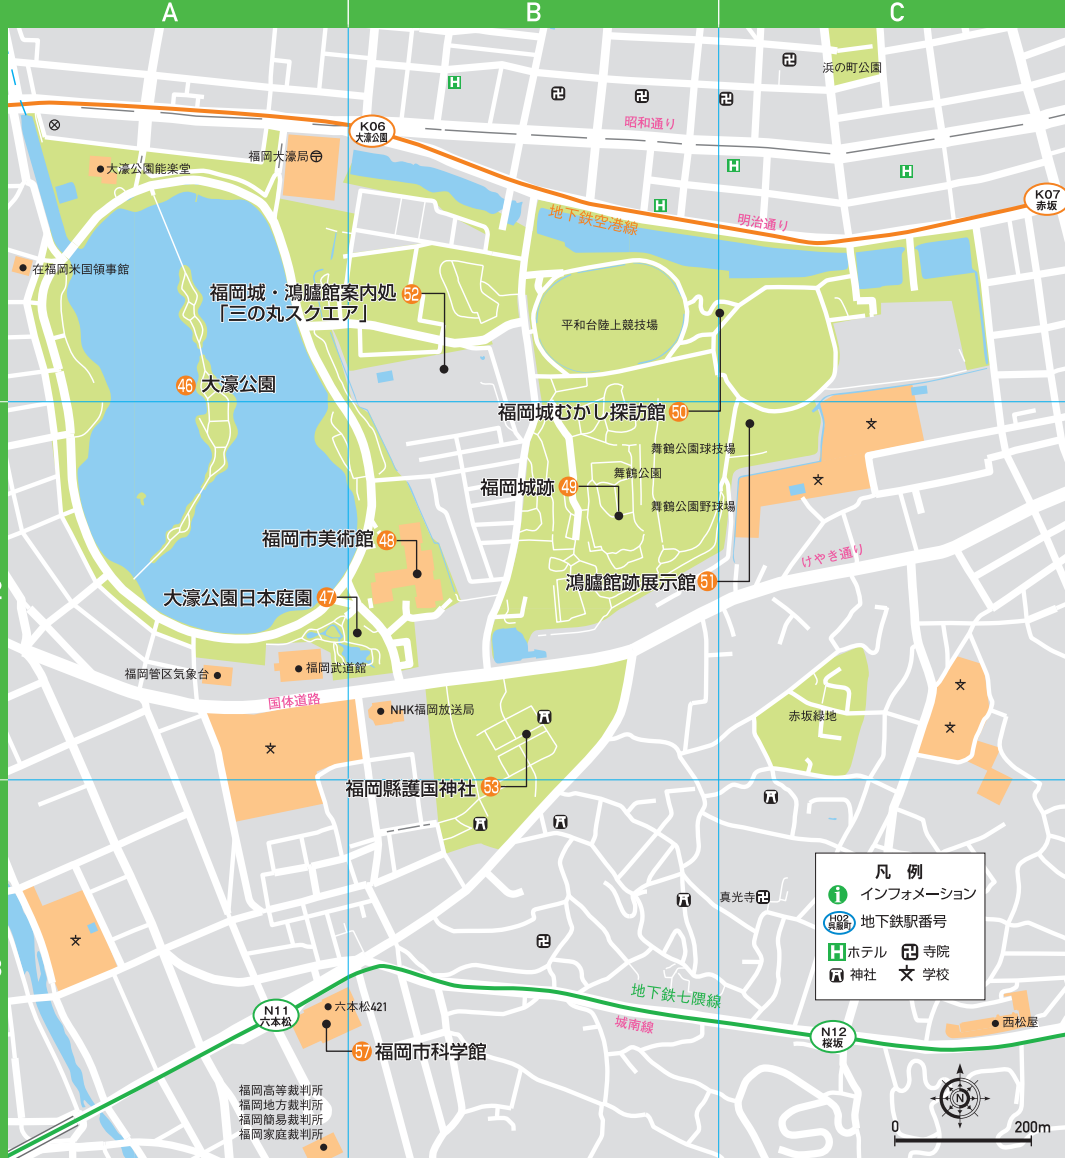 A
B
C
浜の町公園
K06
大濠公園
昭和通り
福岡大濠局
大濠公園能楽堂
K07
赤坂
地下鉄空港線
明治通り
在福岡米国領事館
福岡城・鴻臚館案内処 52
「三の丸スクエア」
平和台陸上競技場
46 大濠公園
福岡城むかし探訪館 50
舞鶴公園球技場
舞鶴公園
福岡城跡 49
舞鶴公園野球場
福岡市美術館 48
けやき通り
鴻臚館跡展示館 51
大濠公園日本庭園 47
福岡管区気象台
福岡武道館
国体道路
NHK福岡放送局
赤坂緑地
福岡縣護国神社 53
凡 例
インフォメーション
H02
呉服町
地下鉄駅番号
H ホテル
寺院
神社
学校
真光寺
地下鉄七隈線
城南線
N11
六本松
六本松421
57 福岡市科学館
N12
桜坂
西松屋
福岡高等裁判所
福岡地方裁判所
福岡簡易裁判所
福岡家庭裁判所
N
0 200m